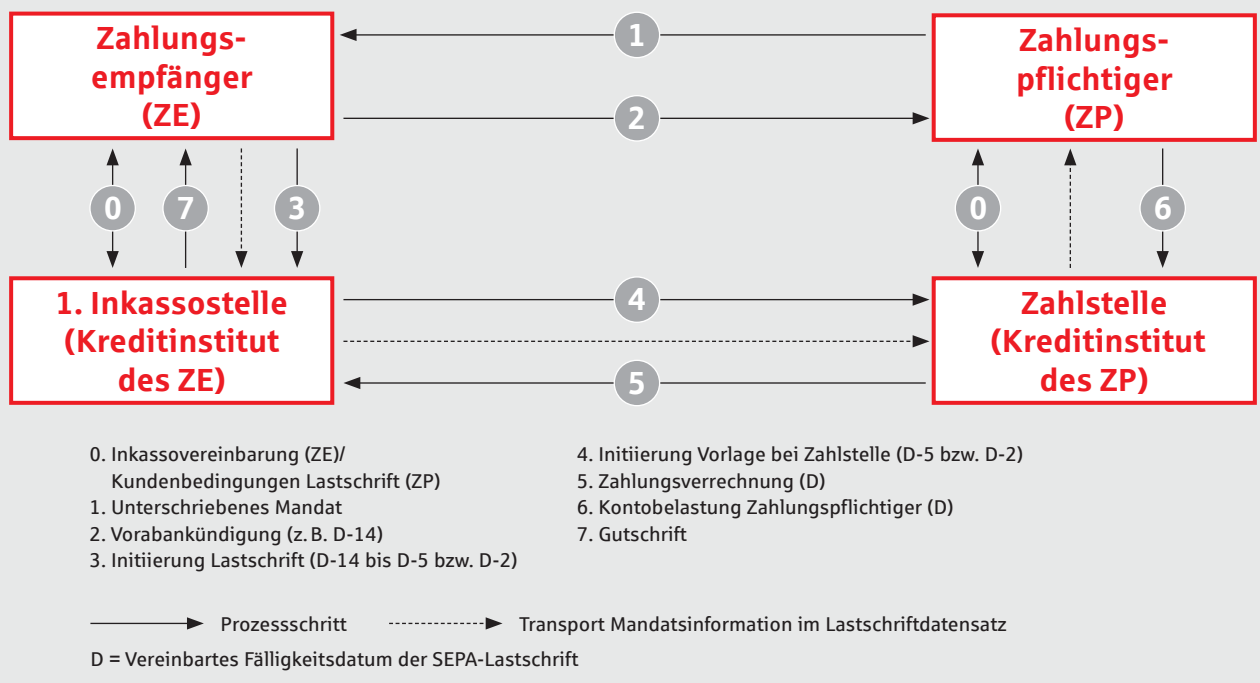 Zahlungs-
empfänger
(ZE)
1
2
Zahlungs-
pflichtiger
(ZP)
0
7
3
0
6
1. Inkassostelle
(Kreditinstitut
des ZE)
4
5
Zahlstelle
(Kreditinstitut
des ZP)
0. Inkassovereinbarung (ZE)/
Kundenbedingungen Lastschrift (ZP)
1. Unterschriebenes Mandat
2. Vorabankündigung (z. B. D-14)
3. Initiierung Lastschrift (D-14 bis D-5 bzw. D-2)
4. Initiierung Vorlage bei Zahlstelle (D-5 bzw. D-2)
5. Zahlungsverrechnung (D)
6. Kontobelastung Zahlungspflichtiger (D)
7. Gutschrift
Prozessschritt
Transport Mandatsinformation im Lastschriftdatensatz
D = Vereinbartes Fälligkeitsdatum der SEPA-Lastschrift